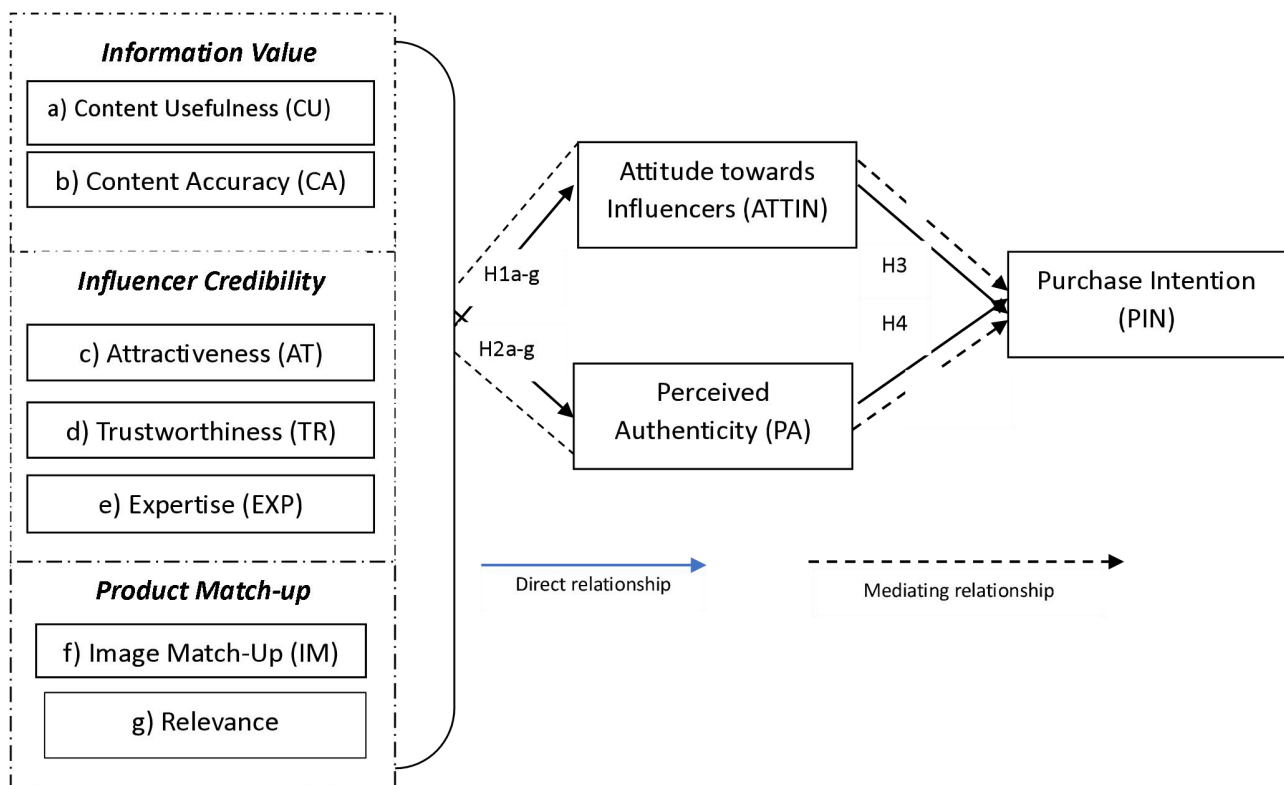 Information Value
a) Content Usefulness (CU)
b) Content Accuracy (CA)
Influencer Credibility
c) Attractiveness (AT)
d) Trustworthiness (TR)
e) Expertise (EXP)
Product Match-up
f) Image Match-Up (IM)
g) Relevance
H1a-g
H2a-g
Attitude towards
Influencers (ATTIN)
Perceived
Authenticity (PA)
H3
H4
Purchase Intention
(PIN)
Direct relationship
Mediating relationship